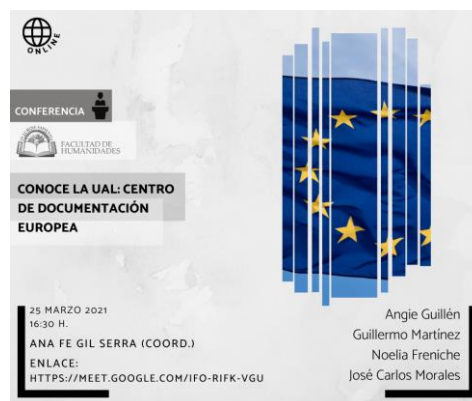 ONLINE
CONFERENCIA
FACULTAD DE
HUMANIDADES
CONOCE LA UAL: CENTRO
DE DOCUMENTACIÓN
EUROPEA
25 MARZO 2021
16:30 H.
ANA FE GIL SERRA (COORD.)
ENLACE:
HTTPS://MEET.GOOGLE.COM/IFO-RIFK-VGU
Angie Guillén
Guillermo Martínez
Noelia Freniche
José Carlos Morales